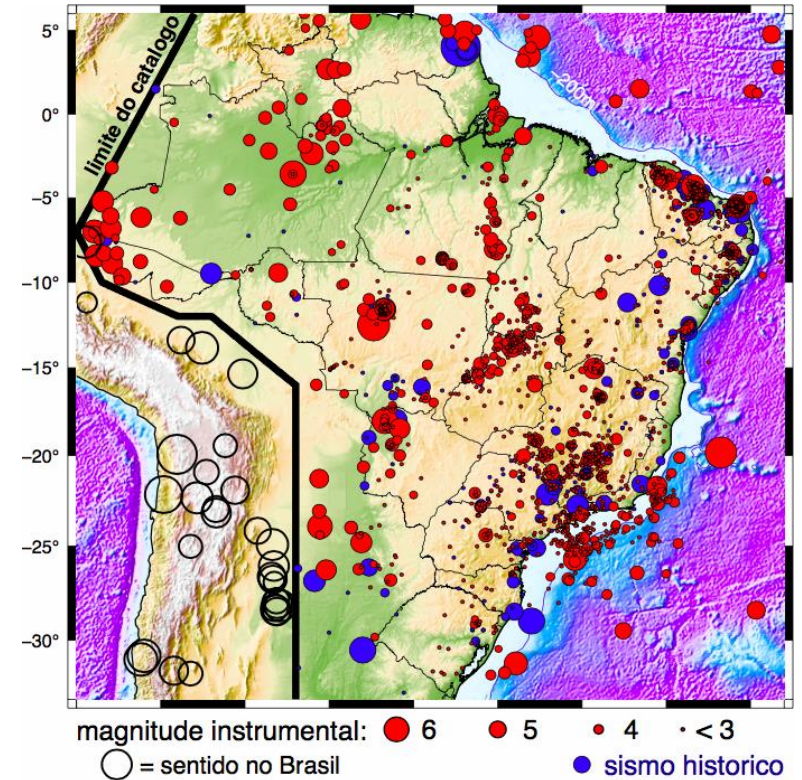 5°
0°
−5°
−10°
−15°
−20°
−25°
−30°
limite do catalogo
−200m
magnitude instrumental: 6 5 4 < 3
= sentido no Brasil sismo historico